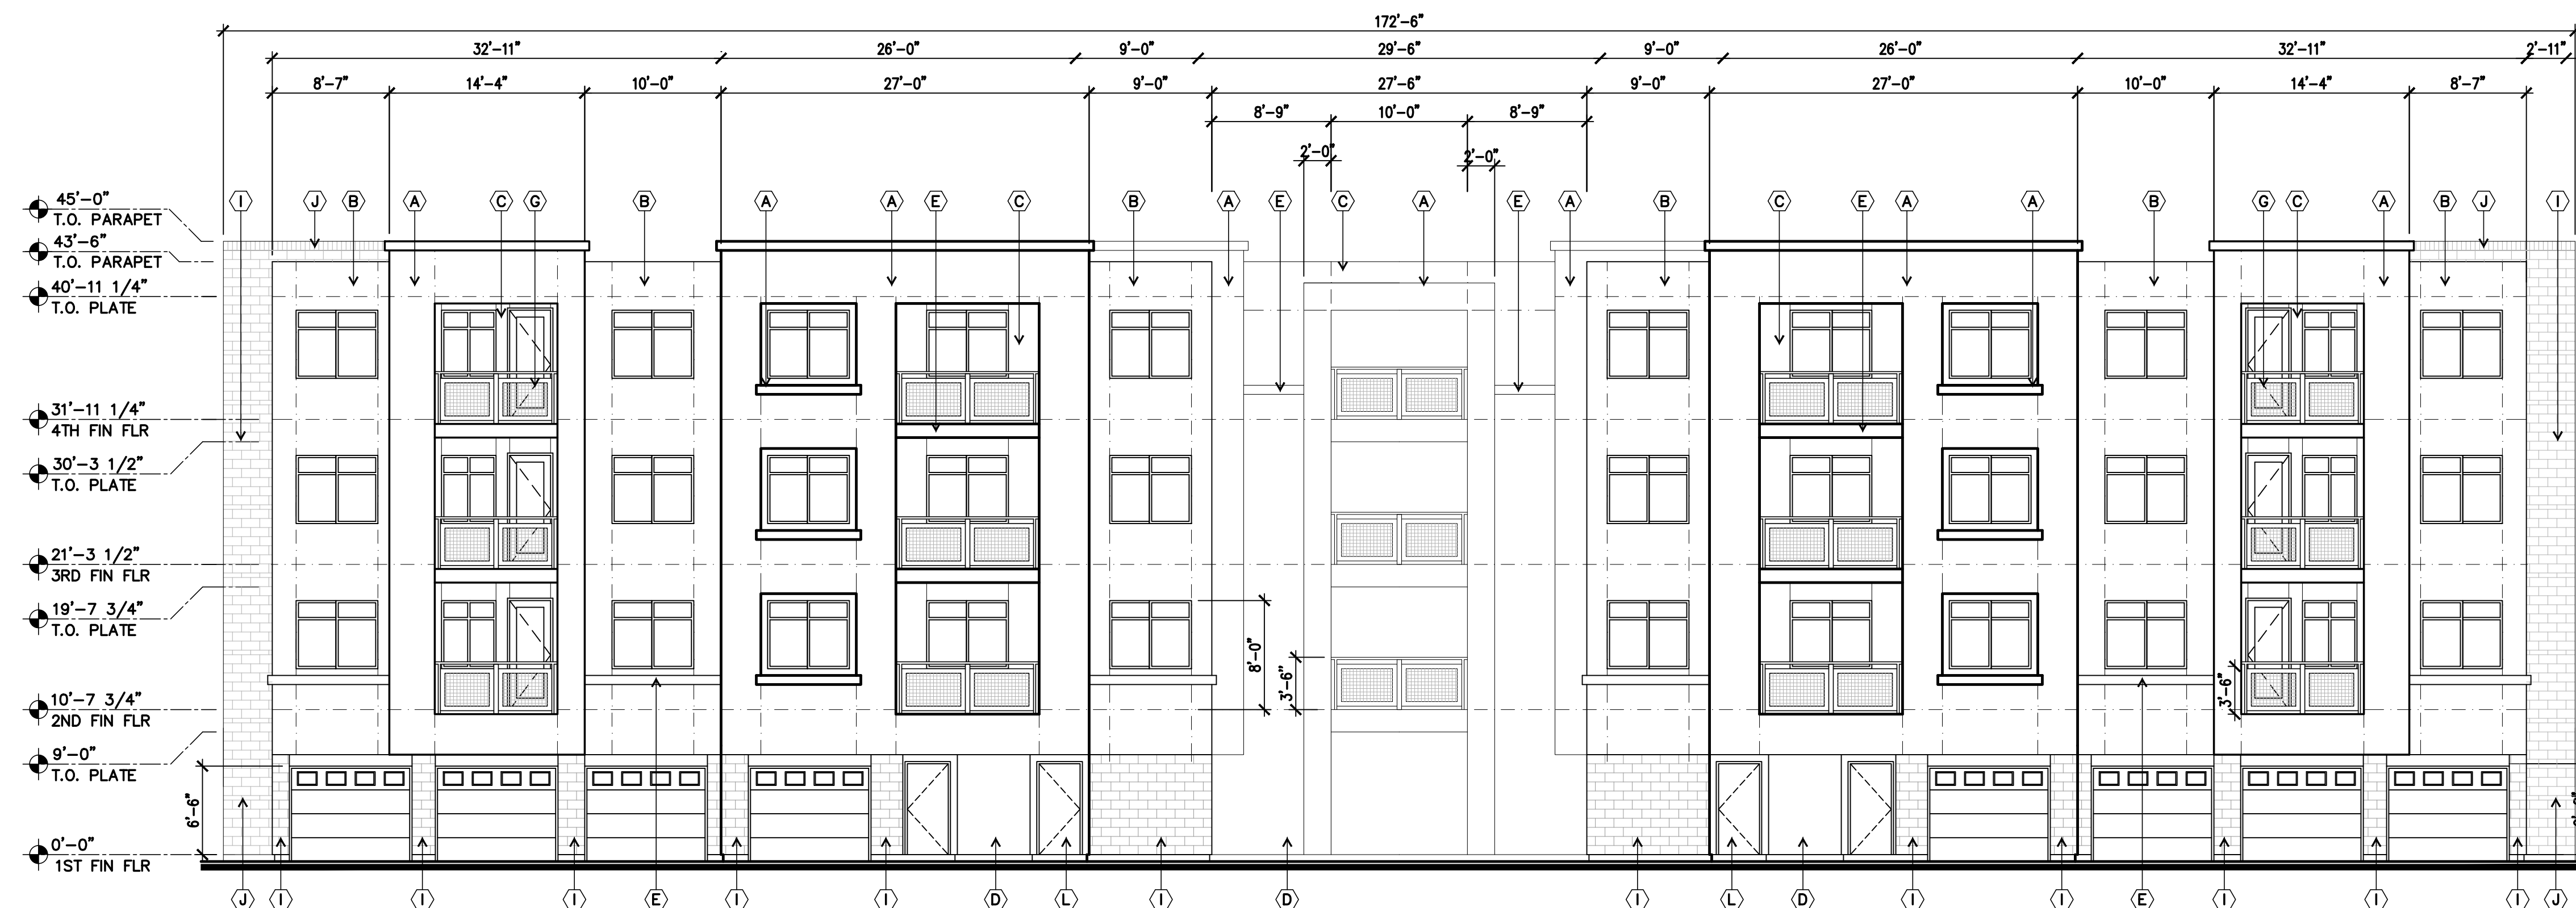 172'-6"
32'-11" 26'-0" 9'-0" 29'-6" 9'-0" 26'-0" 32'-11" 2'-11"
8'-7" 14'-4" 10'-0" 27'-0" 9'-0" 27'-6" 9'-0" 27'-0" 10'-0" 14'-4" 8'-7"
8'-9" 10'-0" 8'-9"
2'-0" 2'-0"
I J B A C G B A A E C B A E C A E A B C E A A B G C A B J I
45'-0"
T.O. PARAPET
43'-6"
T.O. PARAPET
40'-11 1/4"
T.O. PLATE
31'-11 1/4"
4TH FIN FLR
30'-3 1/2"
T.O. PLATE
21'-3 1/2"
3RD FIN FLR
19'-7 3/4"
T.O. PLATE
8'-0"
3'-6"
3'-6"
10'-7 3/4"
2ND FIN FLR
9'-0"
T.O. PLATE
6'-6"
0'-0"
1ST FIN FLR
J I I I E I I D L I D I L D I I E I I I J